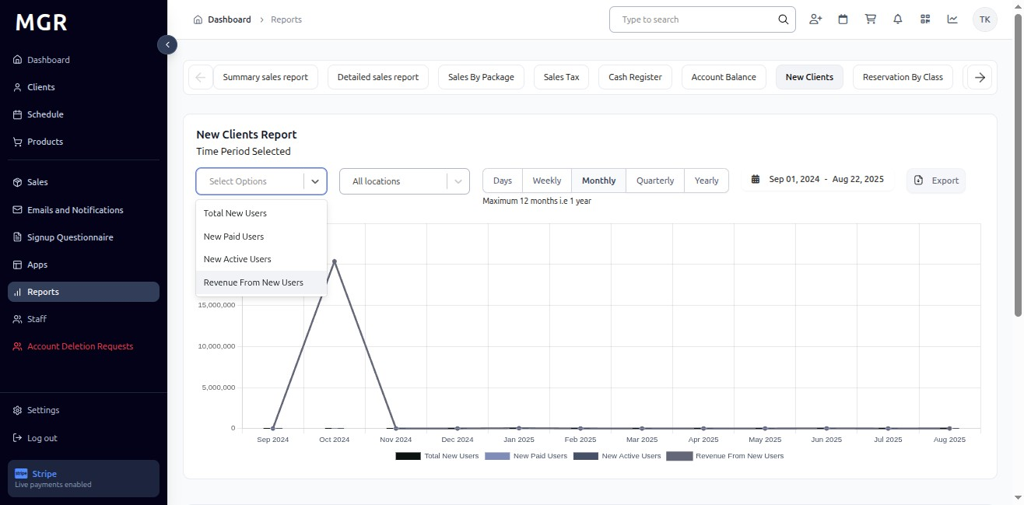 MGR
Dashboard
Clients
Schedule
Products
Sales
Emails and Notifications
Signup Questionnaire
Apps
Reports
Staff
Account Deletion Requests
Settings
Log out
stripe Stripe
Live payments enabled
Dashboard > Reports
Type to search
TK
Summary sales report
Detailed sales report
Sales By Package
Sales Tax
Cash Register
Account Balance
New Clients
Reservation By Class
New Clients Report
Time Period Selected
Select Options
All locations
Days
Weekly
Monthly
Quarterly
Yearly
Sep 01, 2024 - Aug 22, 2025
Export
Maximum 12 months i.e 1 year
Total New Users
New Paid Users
New Active Users
Revenue From New Users
15,000,000
10,000,000
5,000,000
0
Sep 2024 Oct 2024 Nov 2024 Dec 2024 Jan 2025 Feb 2025 Mar 2025 Apr 2025 May 2025 Jun 2025 Jul 2025 Aug 2025
Total New Users New Paid Users New Active Users Revenue From New Users